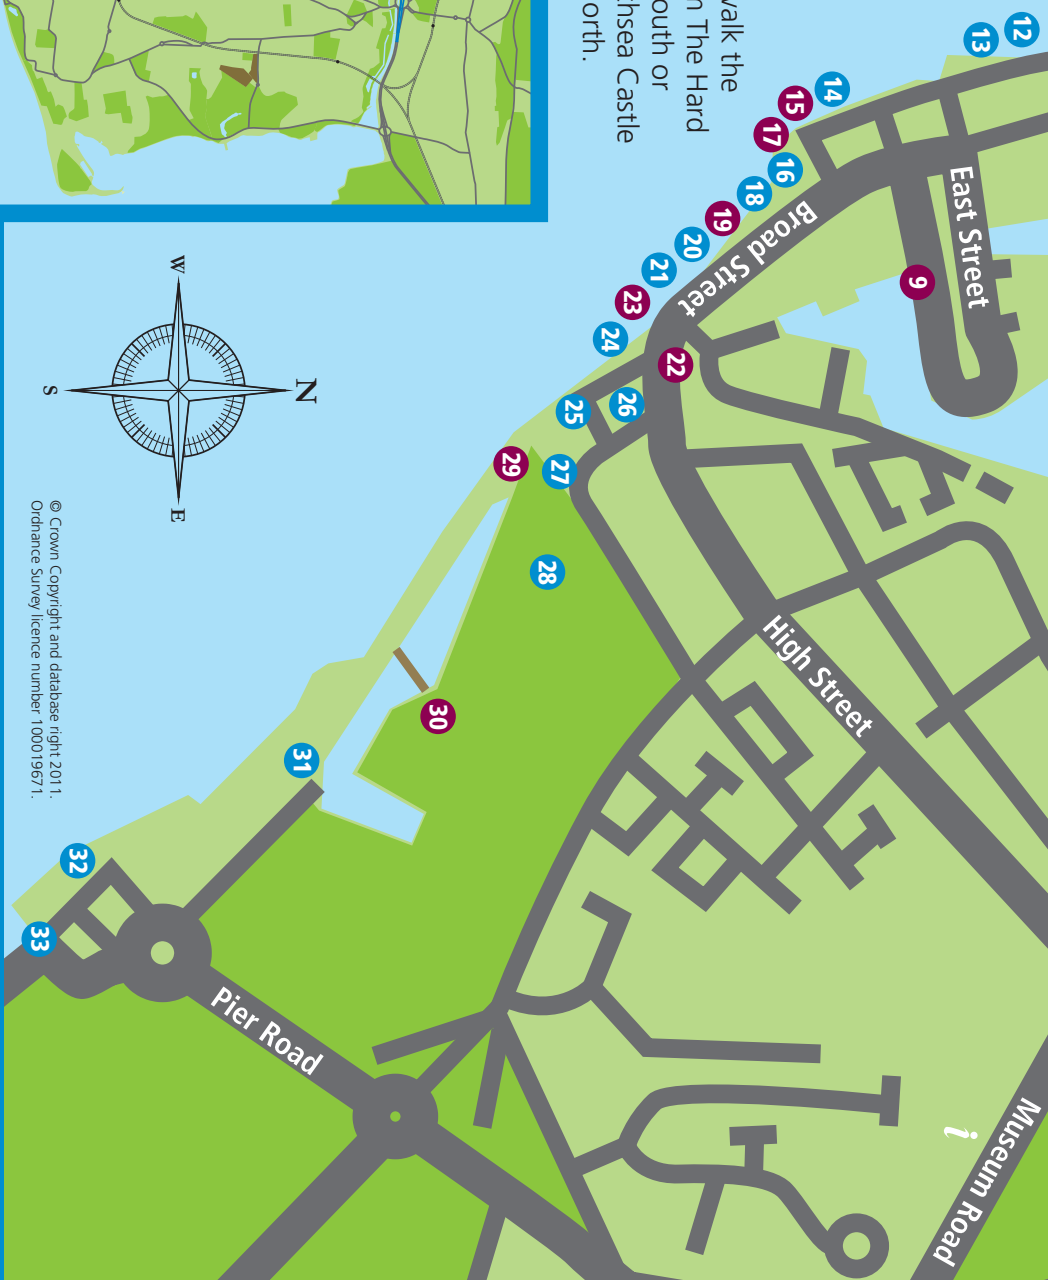 walk the
n The Hard
outh or
thsea Castle
orth.
12
13
14
15
17
16
18
19
20
21
23
24
22
9
East Street
Broad Street
26
25
27
29
28
30
31
32
33
High Street
Museum Road
i
Pier Road
N
W
E
S
© Crown Copyright and database right 2011.
Ordnance Survey licence number 100019671.